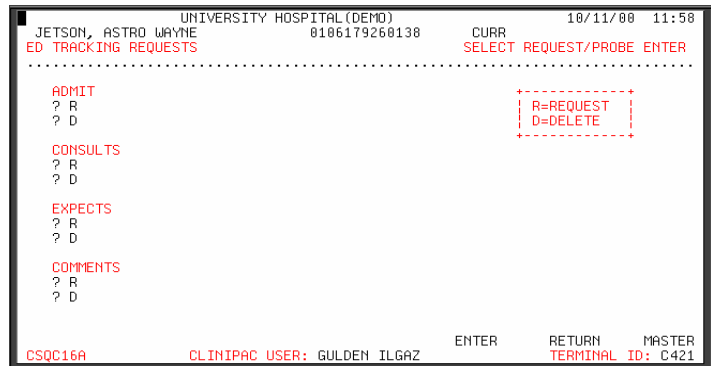 UNIVERSITY HOSPITAL(DEMO) 10/11/00 11:58
JETSON, ASTRO WAYNE 0106179260138 CURR
ED TRACKING REQUESTS SELECT REQUEST/PROBE ENTER
ADMIT
? R R=REQUEST
? D D=DELETE
CONSULTS
? R
? D
EXPECTS
? R
? D
COMMENTS
? R
? D
ENTER RETURN MASTER
CSQC16A CLINIPAC USER: GULDEN ILGAZ TERMINAL ID: C421